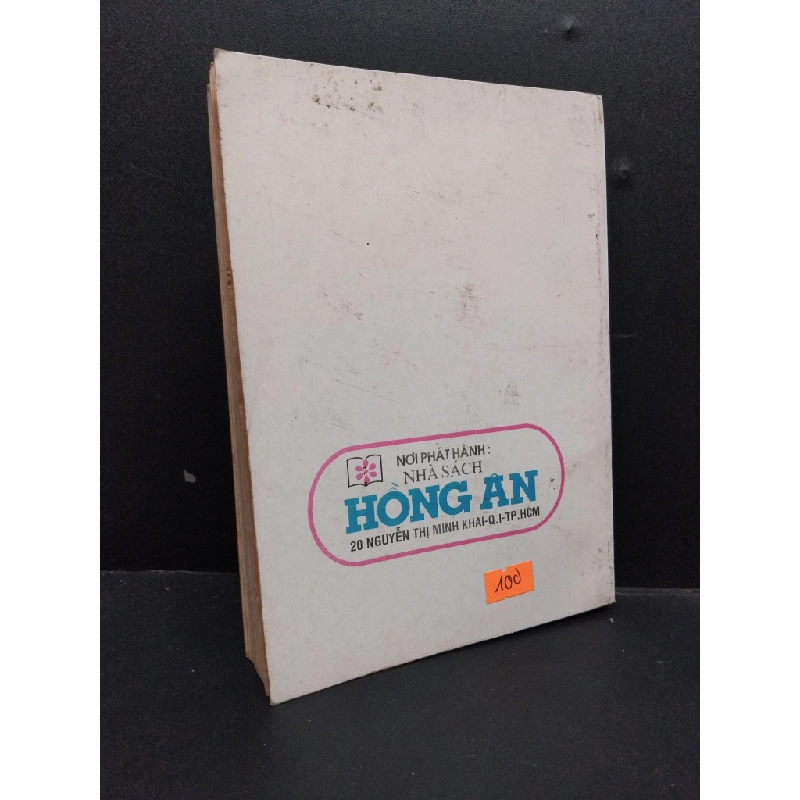 NƠI PHÁT HÀNH:
NHÀ SÁCH
HỒNG ÂN
20 NGUYỄN THỊ MINH KHAI-Q.I-TP.HCM
100